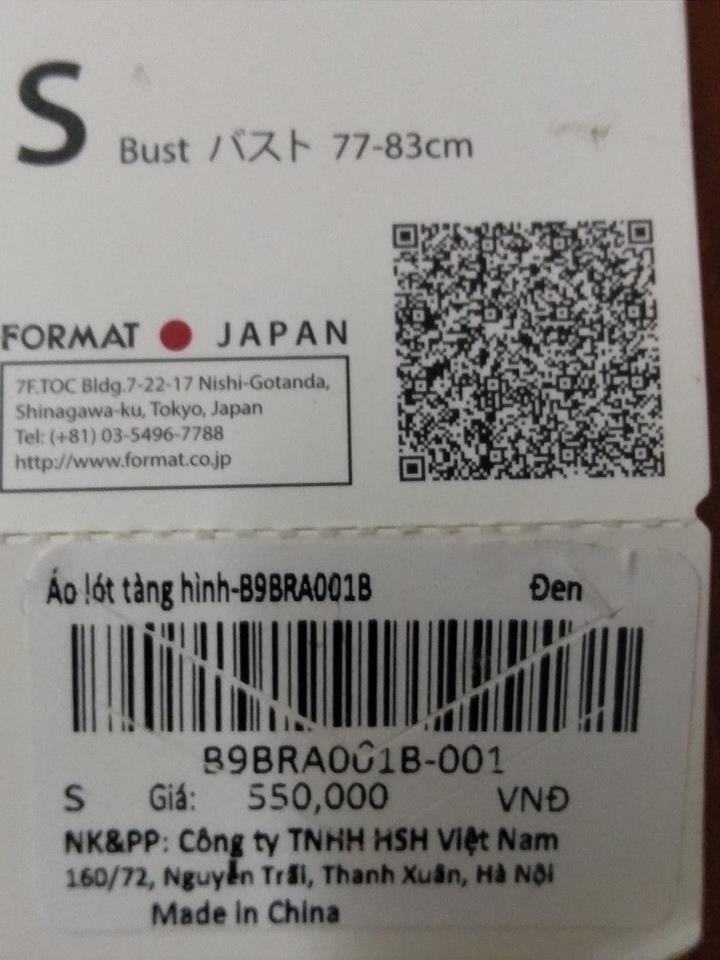 S Bust バスト 77-83cm
FORMAT JAPAN
7F.TOC Bldg.7-22-17 Nishi-Gotanda,
Shinagawa-ku, Tokyo, Japan
Tel: (+81) 03-5496-7788
http://www.format.co.jp
Áo lót tàng hình-B9BRA001B Đen
B9BRA001B-001
S Giá: 550,000 VNĐ
NK&PP: Công ty TNHH HSH Việt Nam
160/72, Nguyễn Trãi, Thanh Xuân, Hà Nội
Made in China